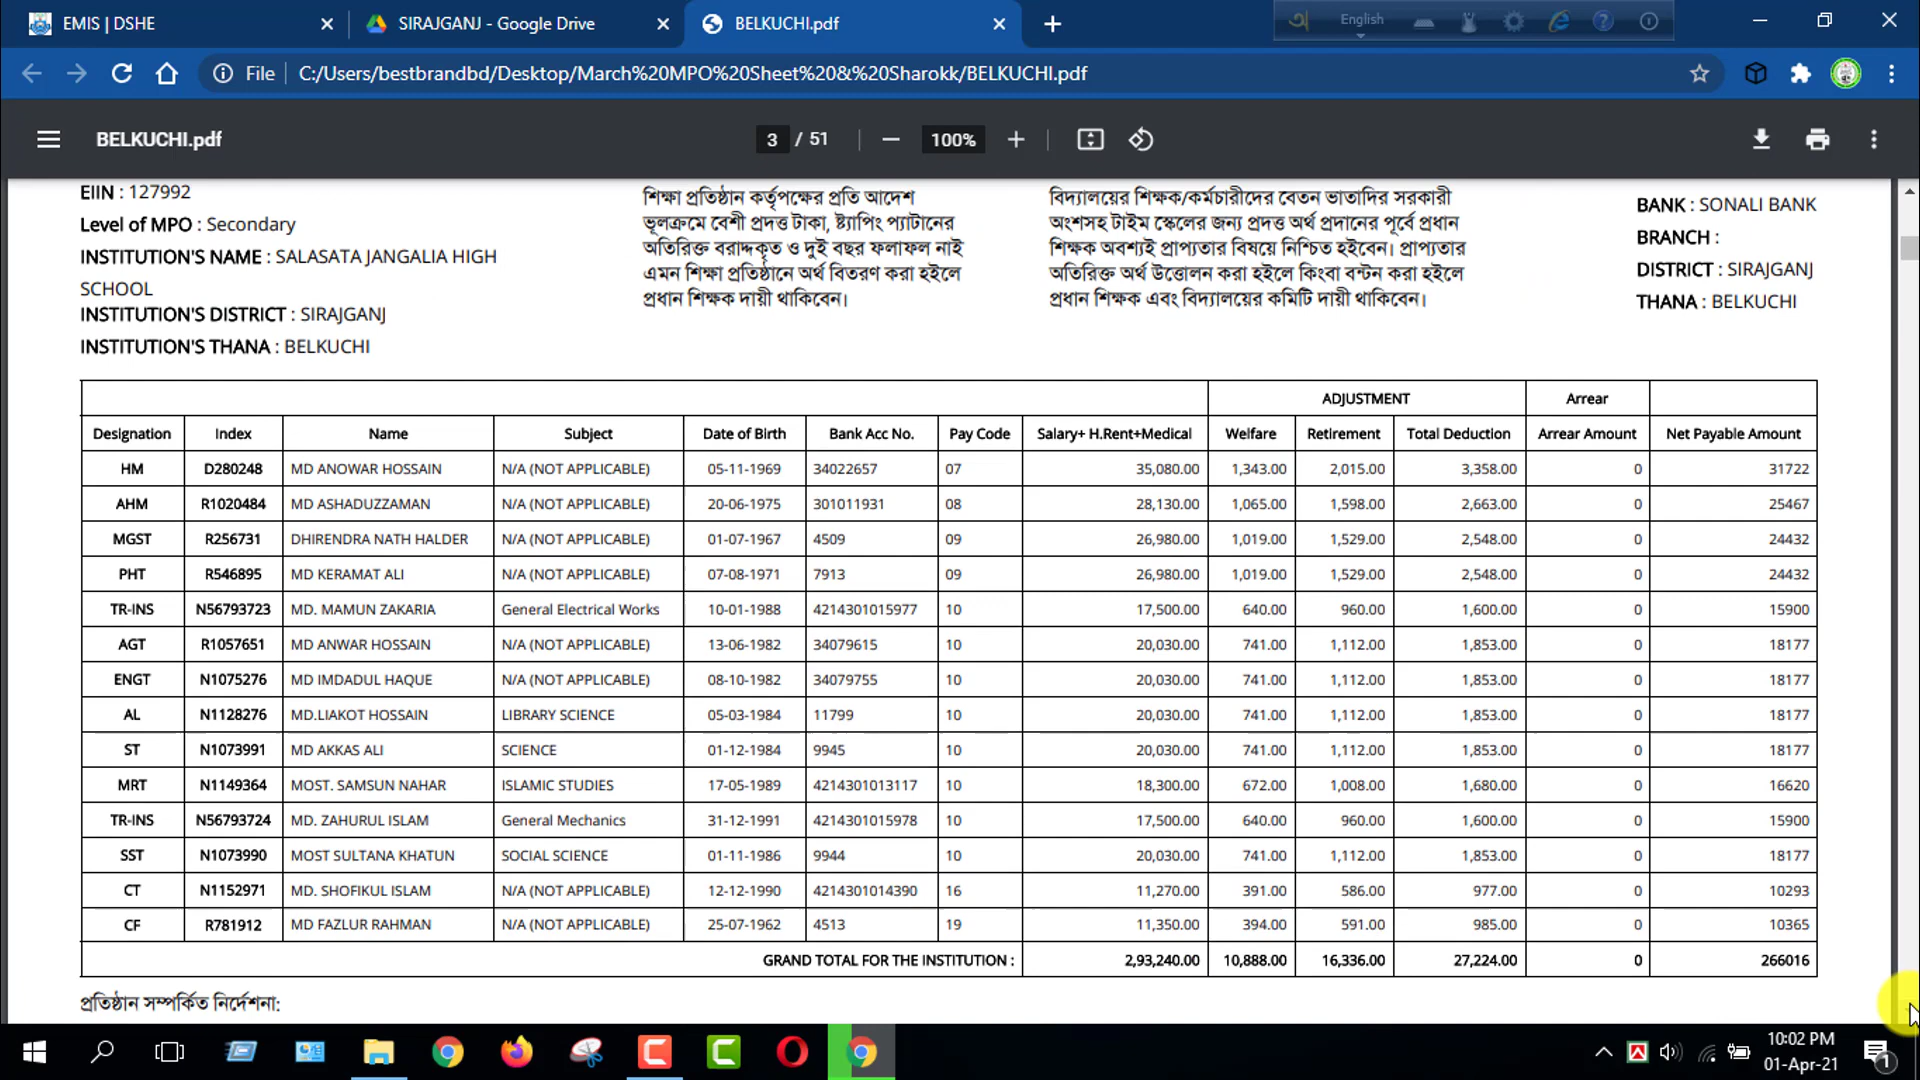 EMIS | DSHE
SIRAJGANJ - Google Drive
BELKUCHI.pdf
English
File C:/Users/bestbrandbd/Desktop/March%20MPO%20Sheet%20&%20Sharokk/BELKUCHI.pdf
BELKUCHI.pdf
3 / 51
100%
EIIN : 127992
Level of MPO : Secondary
INSTITUTION'S NAME : SALASATA JANGALIA HIGH
SCHOOL
INSTITUTION'S DISTRICT : SIRAJGANJ
INSTITUTION'S THANA : BELKUCHI
শিক্ষা প্রতিষ্ঠান কর্তৃপক্ষের প্রতি আদেশ
ভূলক্রমে বেশী প্রদত্ত টাকা, ষ্ট্যাপিং প্যাটানের
অতিরিক্ত বরাদ্দকৃত ও দুই বছর ফলাফল নাই
এমন শিক্ষা প্রতিষ্ঠানে অর্থ বিতরণ করা হইলে
প্রধান শিক্ষক দায়ী থাকিবেন।
বিদ্যালয়ের শিক্ষক/কর্মচারীদের বেতন ভাতাদির সরকারী
অংশসহ টাইম স্কেলের জন্য প্রদত্ত অর্থ প্রদানের পূর্বে প্রধান
শিক্ষক অবশ্যই প্রাপ্যতার বিষয়ে নিশ্চিত হইবেন। প্রাপ্যতার
অতিরিক্ত অর্থ উত্তোলন করা হইলে কিংবা বন্টন করা হইলে
প্রধান শিক্ষক এবং বিদ্যালয়ের কমিটি দায়ী থাকিবেন।
BANK : SONALI BANK
BRANCH :
DISTRICT : SIRAJGANJ
THANA : BELKUCHI
ADJUSTMENT Arrear
Designation Index Name Subject Date of Birth Bank Acc No. Pay Code Salary+ H.Rent+Medical Welfare Retirement Total Deduction Arrear Amount Net Payable Amount
HM D280248 MD ANOWAR HOSSAIN N/A (NOT APPLICABLE) 05-11-1969 34022657 07 35,080.00 1,343.00 2,015.00 3,358.00 0 31722
AHM R1020484 MD ASHADUZZAMAN N/A (NOT APPLICABLE) 20-06-1975 301011931 08 28,130.00 1,065.00 1,598.00 2,663.00 0 25467
MGST R256731 DHIRENDRA NATH HALDER N/A (NOT APPLICABLE) 01-07-1967 4509 09 26,980.00 1,019.00 1,529.00 2,548.00 0 24432
PHT R546895 MD KERAMAT ALI N/A (NOT APPLICABLE) 07-08-1971 7913 09 26,980.00 1,019.00 1,529.00 2,548.00 0 24432
TR-INS N56793723 MD. MAMUN ZAKARIA General Electrical Works 10-01-1988 4214301015977 10 17,500.00 640.00 960.00 1,600.00 0 15900
AGT R1057651 MD ANWAR HOSSAIN N/A (NOT APPLICABLE) 13-06-1982 34079615 10 20,030.00 741.00 1,112.00 1,853.00 0 18177
ENGT N1075276 MD IMDADUL HAQUE N/A (NOT APPLICABLE) 08-10-1982 34079755 10 20,030.00 741.00 1,112.00 1,853.00 0 18177
AL N1128276 MD.LIAKOT HOSSAIN LIBRARY SCIENCE 05-03-1984 11799 10 20,030.00 741.00 1,112.00 1,853.00 0 18177
ST N1073991 MD AKKAS ALI SCIENCE 01-12-1984 9945 10 20,030.00 741.00 1,112.00 1,853.00 0 18177
MRT N1149364 MOST. SAMSUN NAHAR ISLAMIC STUDIES 17-05-1989 4214301013117 10 18,300.00 672.00 1,008.00 1,680.00 0 16620
TR-INS N56793724 MD. ZAHURUL ISLAM General Mechanics 31-12-1991 4214301015978 10 17,500.00 640.00 960.00 1,600.00 0 15900
SST N1073990 MOST SULTANA KHATUN SOCIAL SCIENCE 01-11-1986 9944 10 20,030.00 741.00 1,112.00 1,853.00 0 18177
CT N1152971 MD. SHOFIKUL ISLAM N/A (NOT APPLICABLE) 12-12-1990 4214301014390 16 11,270.00 391.00 586.00 977.00 0 10293
CF R781912 MD FAZLUR RAHMAN N/A (NOT APPLICABLE) 25-07-1962 4513 19 11,350.00 394.00 591.00 985.00 0 10365
GRAND TOTAL FOR THE INSTITUTION : 2,93,240.00 10,888.00 16,336.00 27,224.00 0 266016
প্রতিষ্ঠান সম্পর্কিত নির্দেশনা:
10:02 PM
01-Apr-21
1